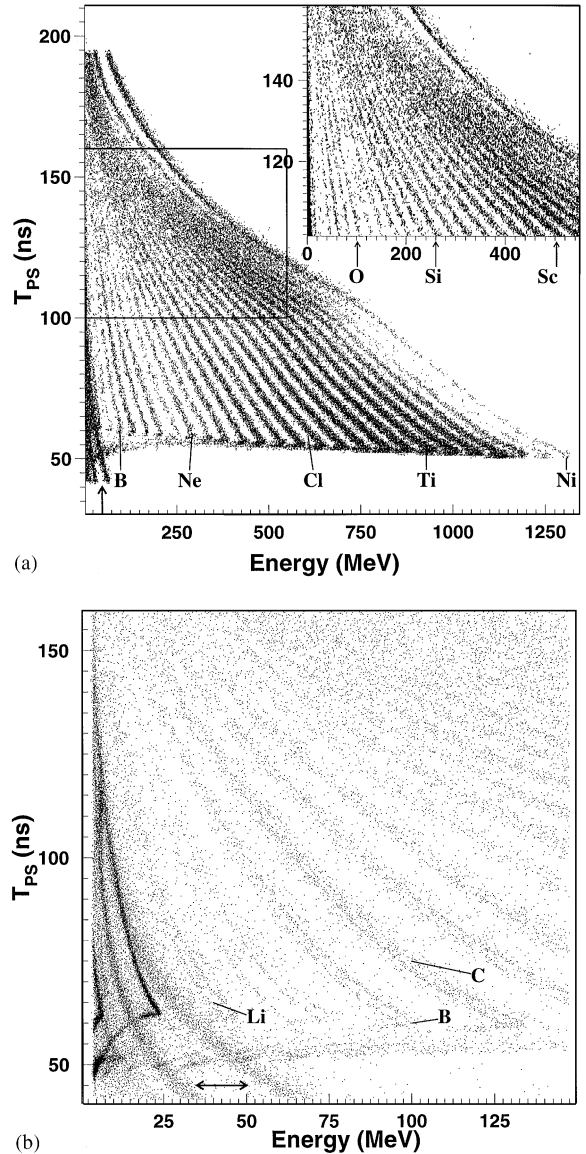 200
150
100
50
T_PS (ns)
140
120
0
200
400
O
Si
Sc
B
Ne
Cl
Ti
Ni
250
500
750
1000
1250
Energy (MeV)
(a)
150
100
50
T_PS (ns)
C
Li
B
25
50
75
100
125
Energy (MeV)
(b)